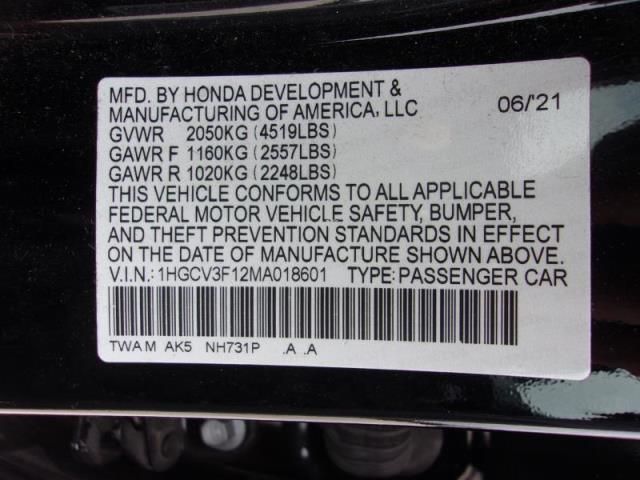 MFD. BY HONDA DEVELOPMENT &
MANUFACTURING OF AMERICA, LLC 06/21
GVWR 2050KG (4519LBS)
GAWR F 1160KG (2557LBS)
GAWR R 1020KG (2248LBS)
THIS VEHICLE CONFORMS TO ALL APPLICABLE
FEDERAL MOTOR VEHICLE SAFETY, BUMPER,
AND THEFT PREVENTION STANDARDS IN EFFECT
ON THE DATE OF MANUFACTURE SHOWN ABOVE.
V.I.N.: 1HGCV3F12MA018601 TYPE: PASSENGER CAR
TWA M AK5 NH731P .A .A